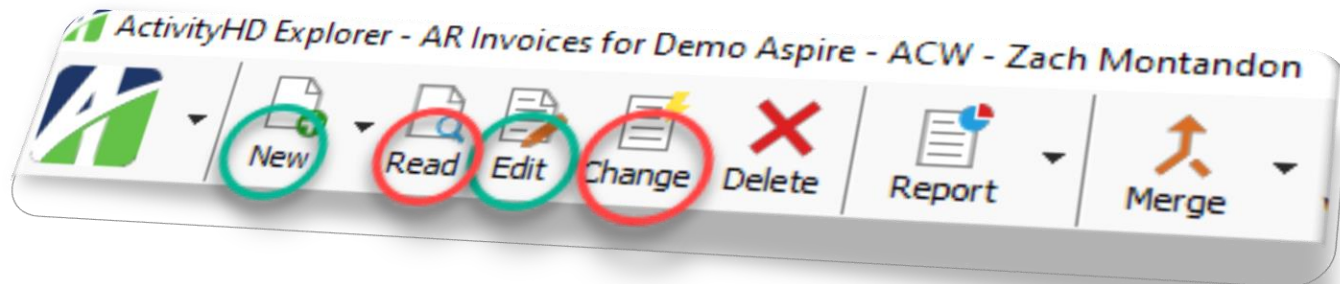 ActivityHD Explorer - AR Invoices for Demo Aspire - ACW - Zach Montandon
New Read Edit Change Delete Report Merge